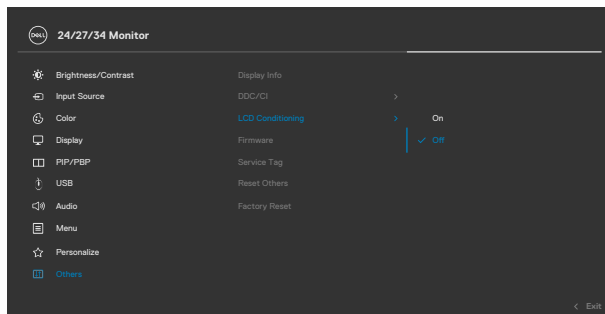 DELL 24/27/34 Monitor
Brightness/Contrast Display Info
Input Source DDC/CI >
Color LCD Conditioning > On
Display Firmware ✓ Off
PIP/PBP Service Tag
USB Reset Others
Audio Factory Reset
Menu
Personalize
Others
< Exit